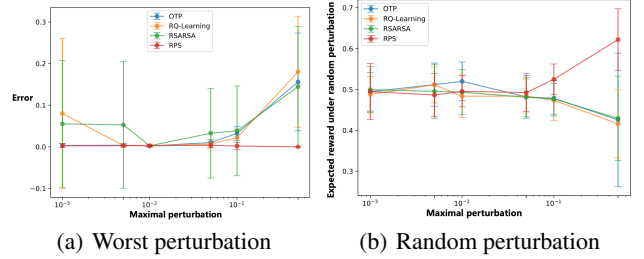 OTP
RQ-Learning
RSARSA
RPS
0.3
0.2
0.1
0.0
−0.1
Error
10⁻³
10⁻²
10⁻¹
Maximal perturbation
(a) Worst perturbation
OTP
RQ-Learning
RSARSA
RPS
0.7
0.6
0.5
0.4
0.3
Expected reward under random perturbation
10⁻³
10⁻²
10⁻¹
Maximal perturbation
(b) Random perturbation